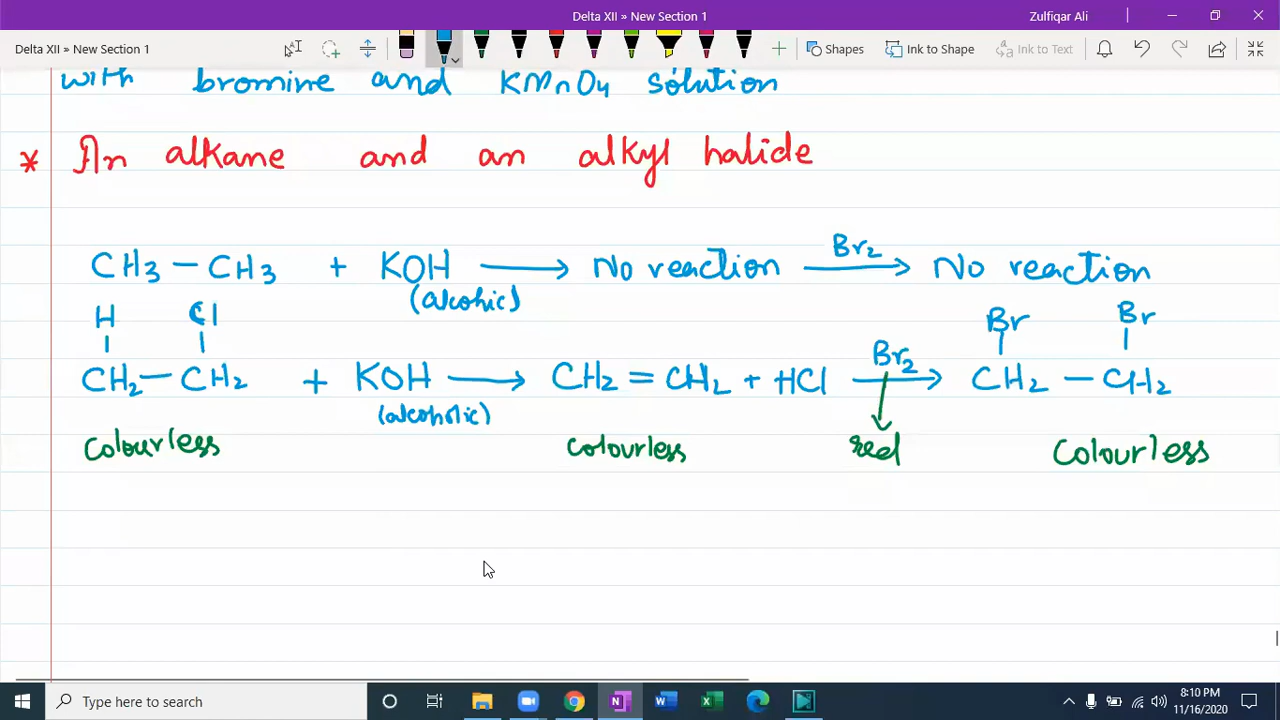 Delta XII » New Section 1
Zulfiqar Ali
Delta XII » New Section 1
Shapes
Ink to Shape
Ink to Text
with bromine and KMnO4 solution
* An alkane and an alkyl halide
CH3 – CH3 + KOH ⟶ No reaction ⟶ Br2 No reaction
(alcohic)
H Cl Br Br
CH2 – CH2 + KOH ⟶ CH2 = CH2 + HCl ⟶ Br2 CH2 – CH2
(alcoholic)
colourless colourless red Colourless
Type here to search
8:10 PM
11/16/2020